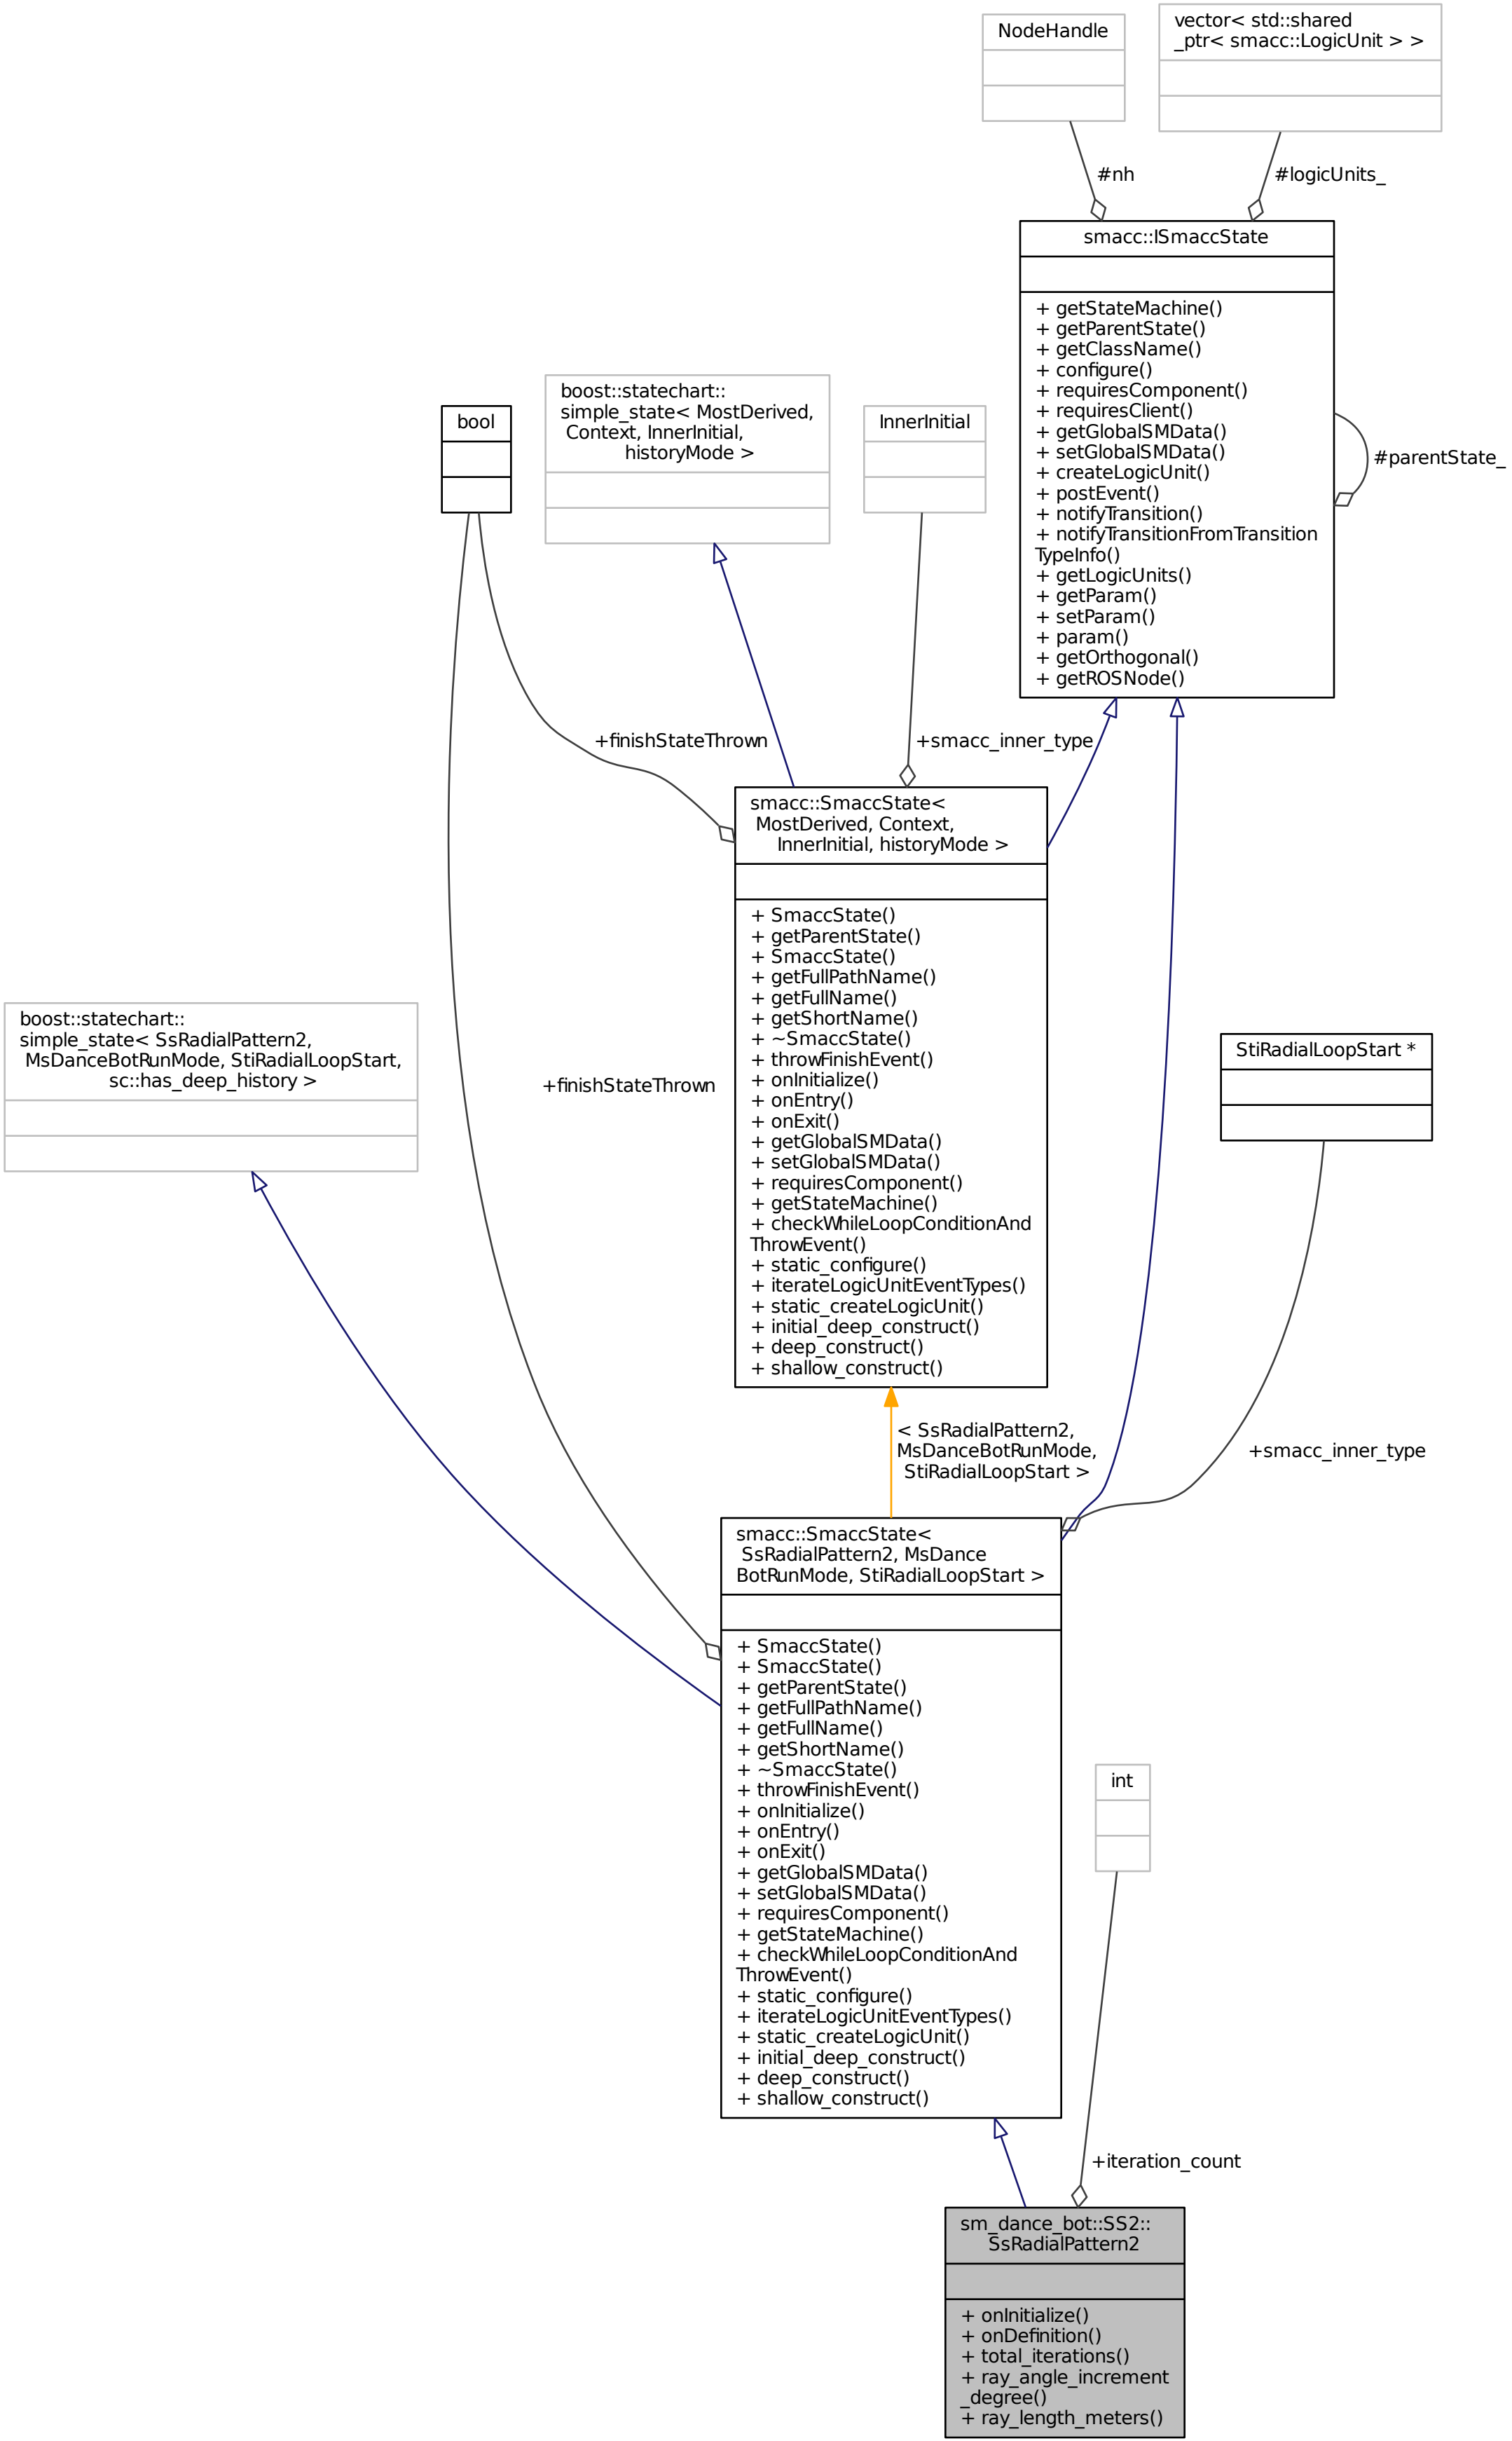 NodeHandle
vector< std::shared
_ptr< smacc::LogicUnit > >
#nh
#logicUnits_
smacc::ISmaccState
+ getStateMachine()
+ getParentState()
+ getClassName()
+ configure()
+ requiresComponent()
+ requiresClient()
+ getGlobalSMData()
+ setGlobalSMData()
+ createLogicUnit()
+ postEvent()
+ notifyTransition()
+ notifyTransitionFromTransition
TypeInfo()
+ getLogicUnits()
+ getParam()
+ setParam()
+ param()
+ getOrthogonal()
+ getROSNode()
#parentState_
bool
boost::statechart::
simple_state< MostDerived,
Context, InnerInitial,
historyMode >
InnerInitial
+finishStateThrown
+smacc_inner_type
smacc::SmaccState<
MostDerived, Context,
InnerInitial, historyMode >
+ SmaccState()
+ getParentState()
+ SmaccState()
+ getFullPathName()
+ getFullName()
+ getShortName()
+ ~SmaccState()
+ throwFinishEvent()
+ onInitialize()
+ onEntry()
+ onExit()
+ getGlobalSMData()
+ setGlobalSMData()
+ requiresComponent()
+ getStateMachine()
+ checkWhileLoopConditionAnd
ThrowEvent()
+ static_configure()
+ iterateLogicUnitEventTypes()
+ static_createLogicUnit()
+ initial_deep_construct()
+ deep_construct()
+ shallow_construct()
boost::statechart::
simple_state< SsRadialPattern2,
MsDanceBotRunMode, StiRadialLoopStart,
sc::has_deep_history >
+finishStateThrown
StiRadialLoopStart *
< SsRadialPattern2,
MsDanceBotRunMode,
StiRadialLoopStart >
+smacc_inner_type
smacc::SmaccState<
SsRadialPattern2, MsDance
BotRunMode, StiRadialLoopStart >
+ SmaccState()
+ SmaccState()
+ getParentState()
+ getFullPathName()
+ getFullName()
+ getShortName()
+ ~SmaccState()
+ throwFinishEvent()
+ onInitialize()
+ onEntry()
+ onExit()
+ getGlobalSMData()
+ setGlobalSMData()
+ requiresComponent()
+ getStateMachine()
+ checkWhileLoopConditionAnd
ThrowEvent()
+ static_configure()
+ iterateLogicUnitEventTypes()
+ static_createLogicUnit()
+ initial_deep_construct()
+ deep_construct()
+ shallow_construct()
int
+iteration_count
sm_dance_bot::SS2::
SsRadialPattern2
+ onInitialize()
+ onDefinition()
+ total_iterations()
+ ray_angle_increment
_degree()
+ ray_length_meters()